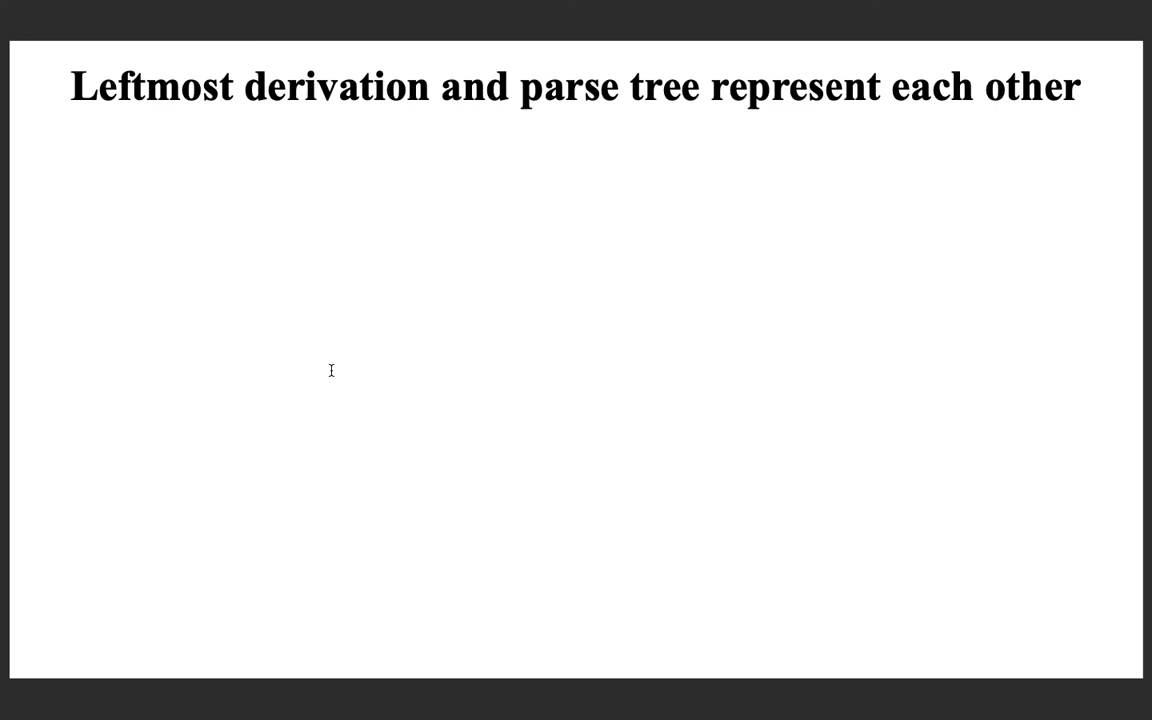 Leftmost derivation and parse tree represent each other